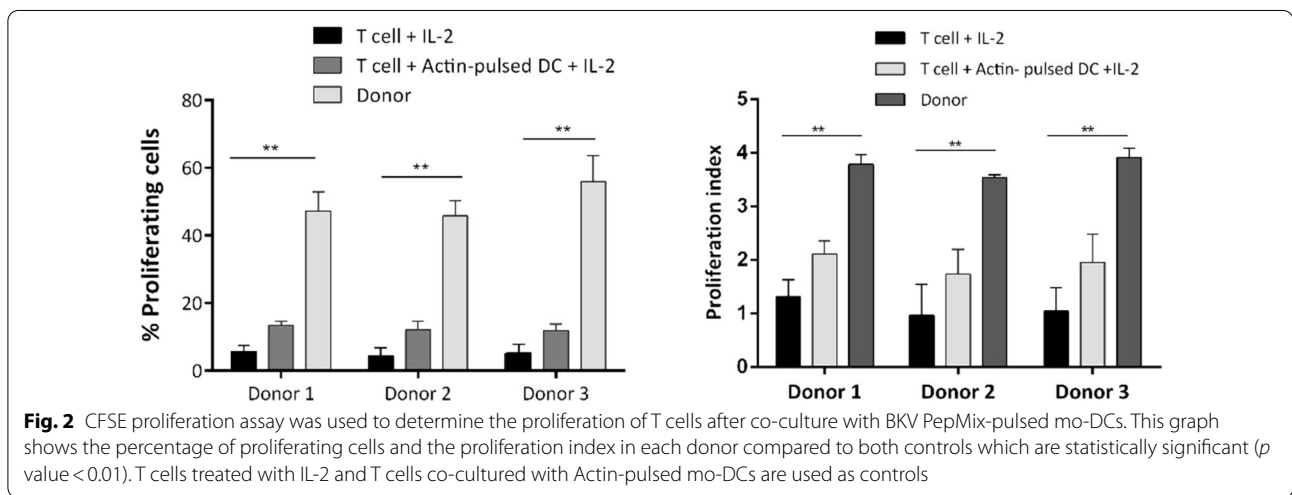 T cell + IL-2
T cell + Actin-pulsed DC + IL-2
Donor
% Proliferating cells
80
60
40
20
0
**
**
**
Donor 1
Donor 2
Donor 3
T cell + IL-2
T cell + Actin- pulsed DC +IL-2
Donor
Proliferation index
5
4
3
2
1
0
**
**
**
Donor 1
Donor 2
Donor 3
Fig. 2 CFSE proliferation assay was used to determine the proliferation of T cells after co-culture with BKV PepMix-pulsed mo-DCs. This graph
shows the percentage of proliferating cells and the proliferation index in each donor compared to both controls which are statistically significant (p
value < 0.01). T cells treated with IL-2 and T cells co-cultured with Actin-pulsed mo-DCs are used as controls